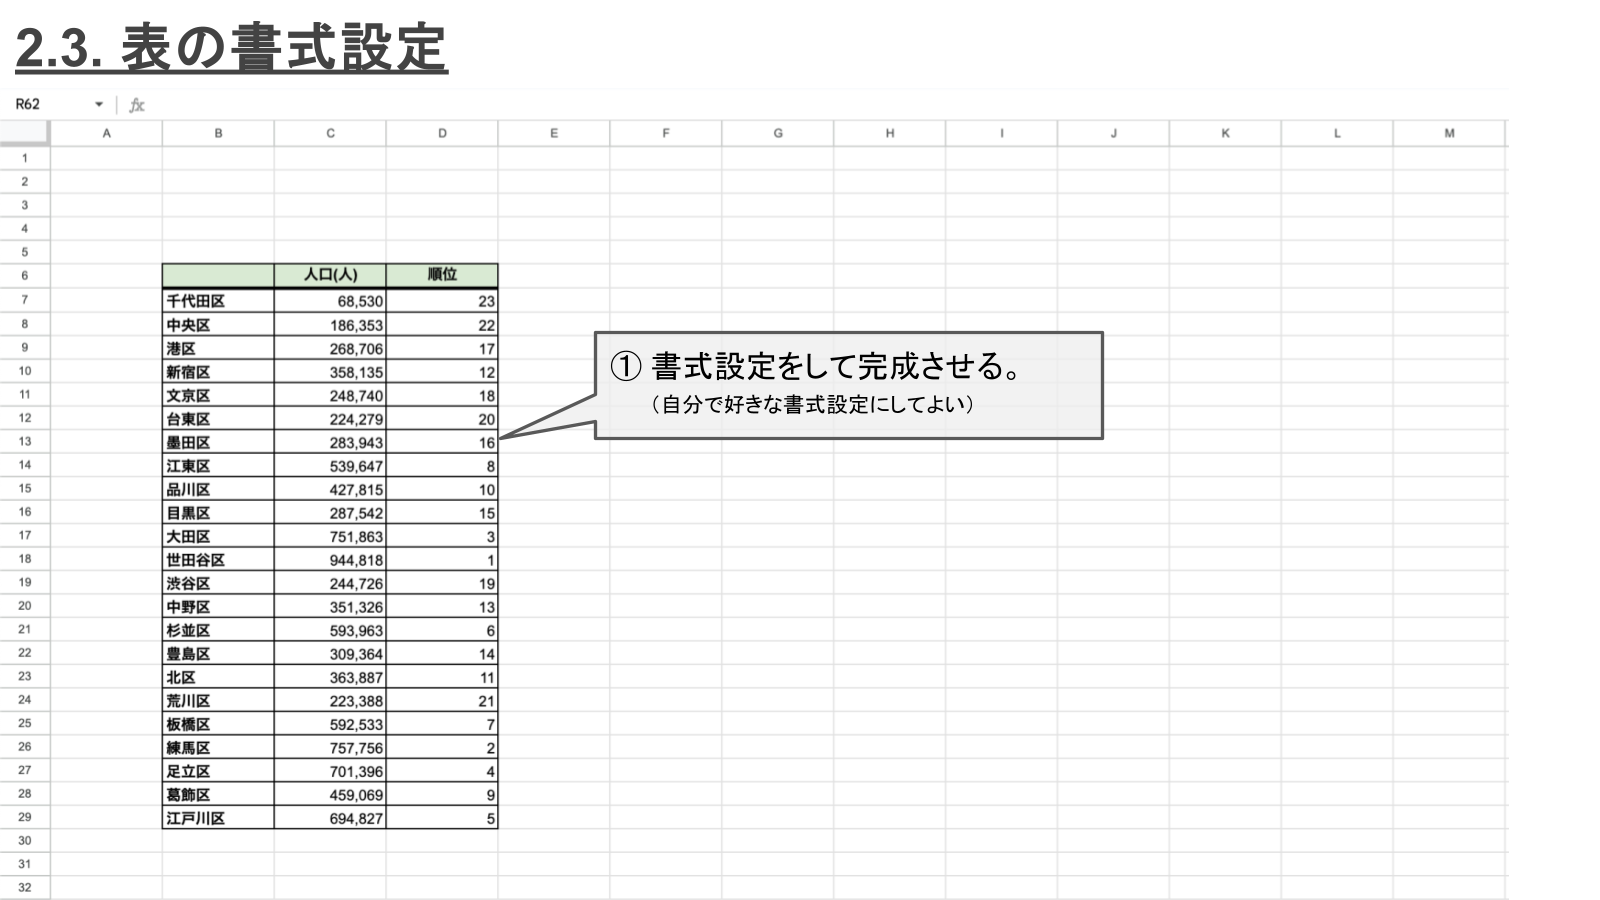 2.3. 表の書式設定
R62 fx
A B C D E F G H I J K L M
1
2
3
4
5
6 人口(人) 順位
7 千代田区 68,530 23
8 中央区 186,353 22
9 港区 268,706 17
10 新宿区 358,135 12
11 文京区 248,740 18
12 台東区 224,279 20
13 墨田区 283,943 16
14 江東区 539,647 8
15 品川区 427,815 10
16 目黒区 287,542 15
17 大田区 751,863 3
18 世田谷区 944,818 1
19 渋谷区 244,726 19
20 中野区 351,326 13
21 杉並区 593,963 6
22 豊島区 309,364 14
23 北区 363,887 11
24 荒川区 223,388 21
25 板橋区 592,533 7
26 練馬区 757,756 2
27 足立区 701,396 4
28 葛飾区 459,069 9
29 江戸川区 694,827 5
30
31
32
① 書式設定をして完成させる。
（自分で好きな書式設定にしてよい）